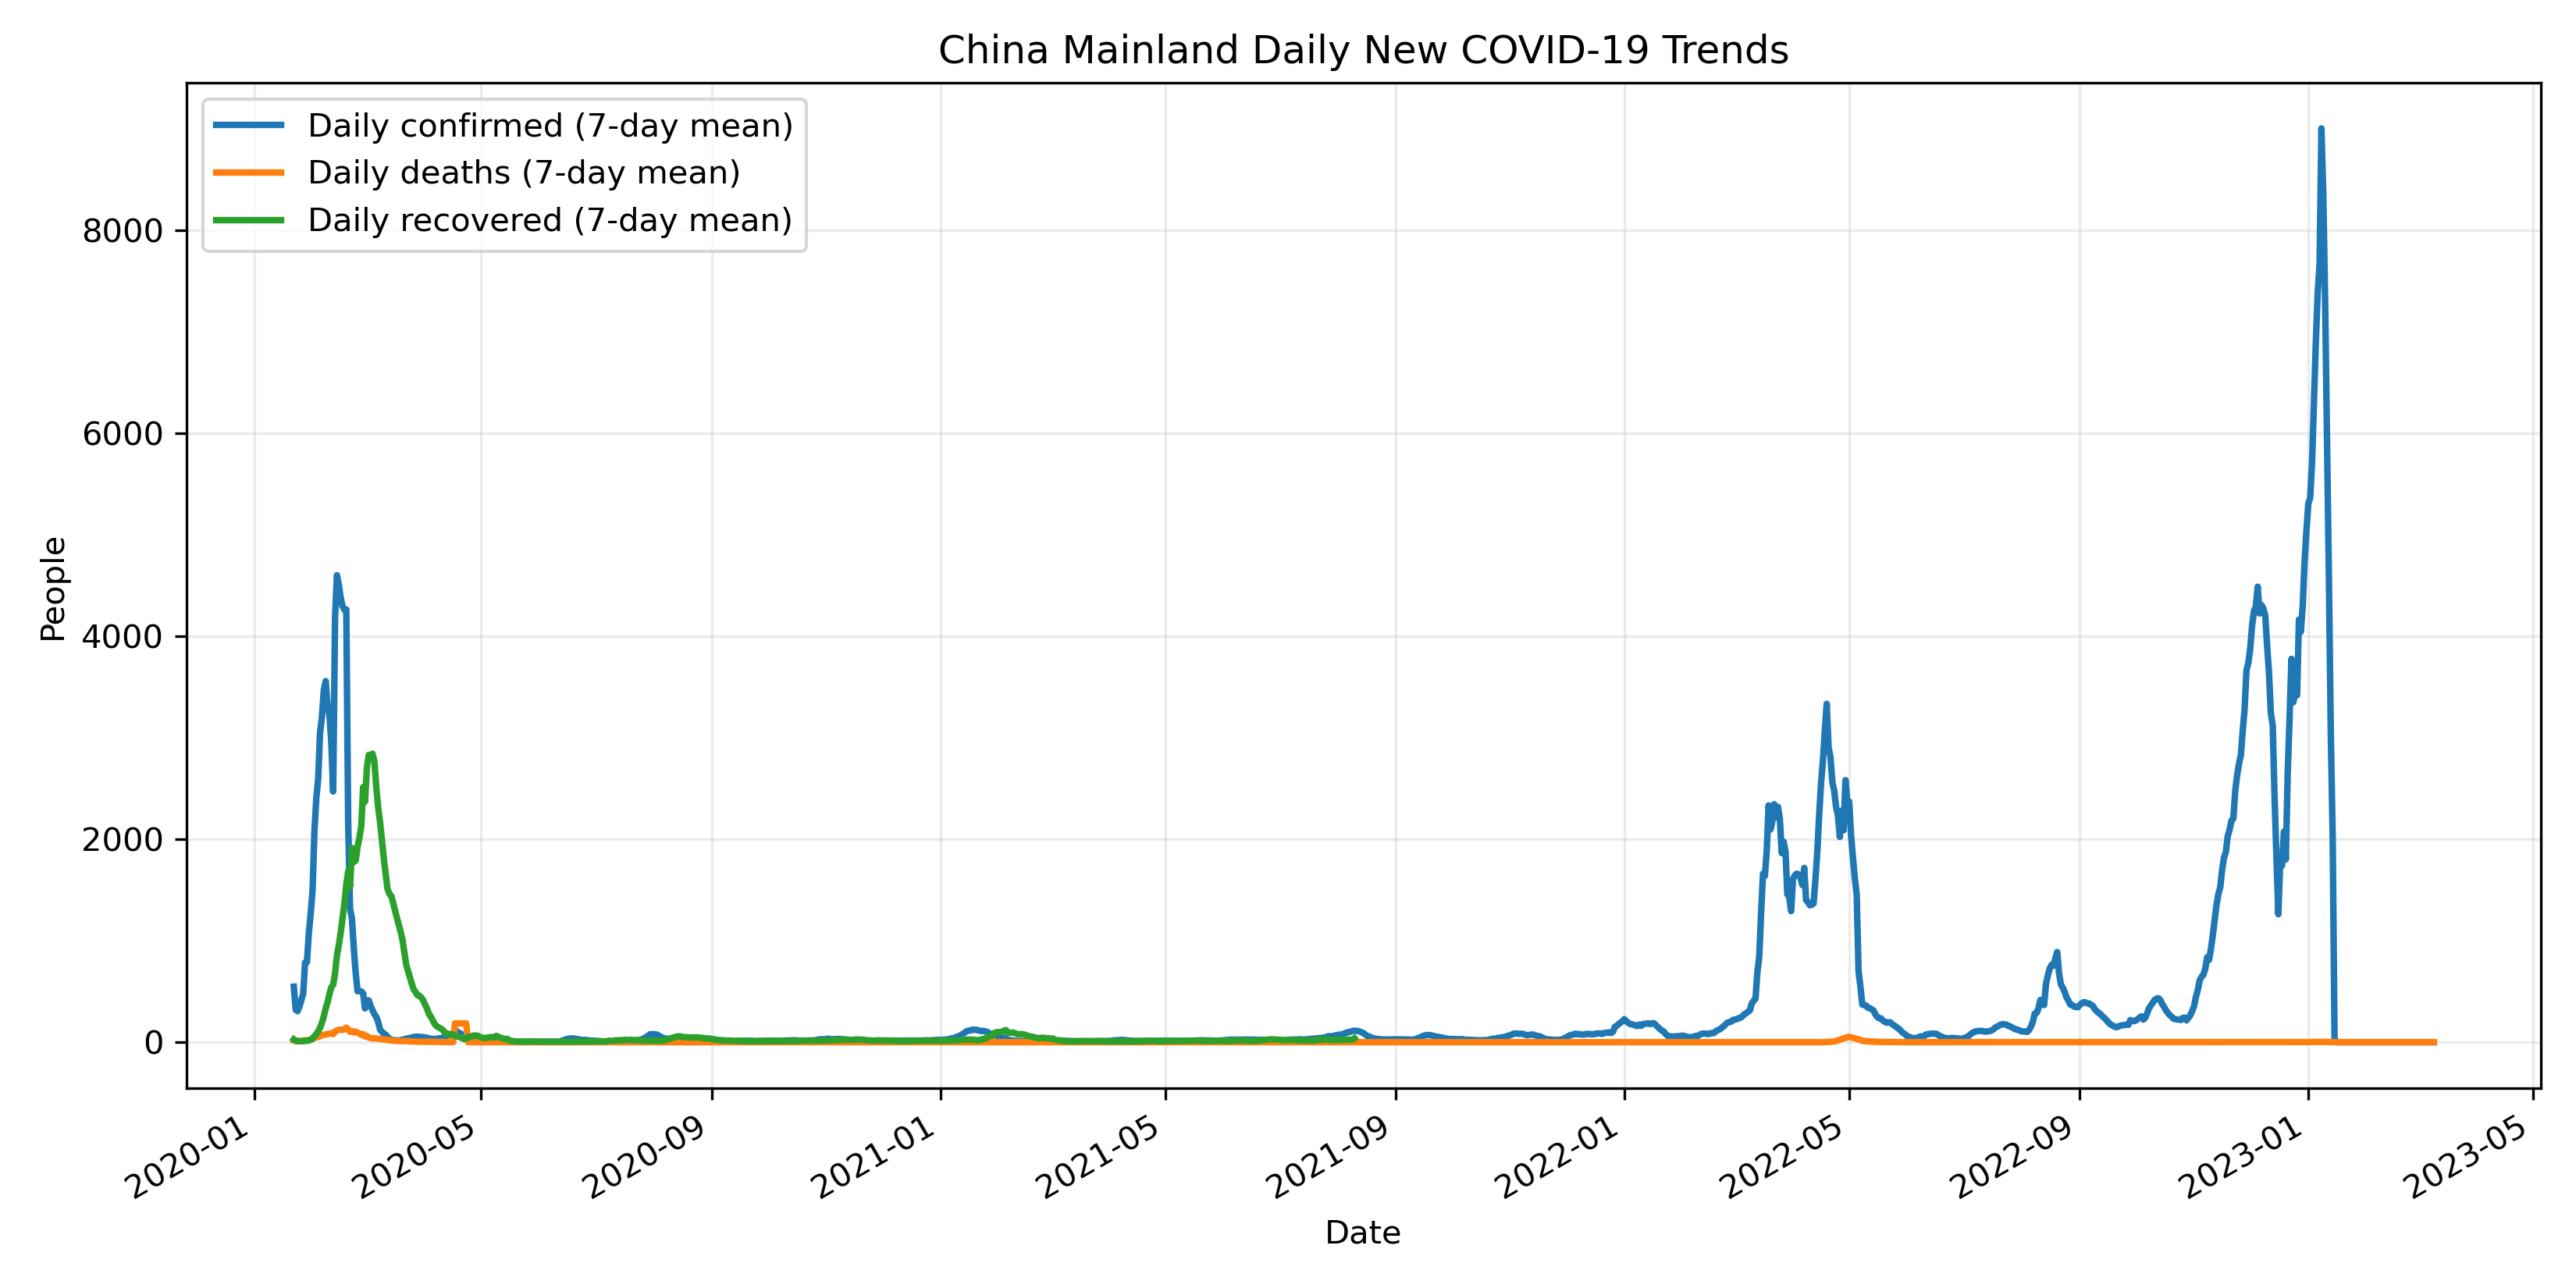 China Mainland Daily New COVID-19 Trends
Daily confirmed (7-day mean)
Daily deaths (7-day mean)
Daily recovered (7-day mean)
8000
6000
4000
2000
0
People
2020-01
2020-05
2020-09
2021-01
2021-05
2021-09
2022-01
2022-05
2022-09
2023-01
2023-05
Date